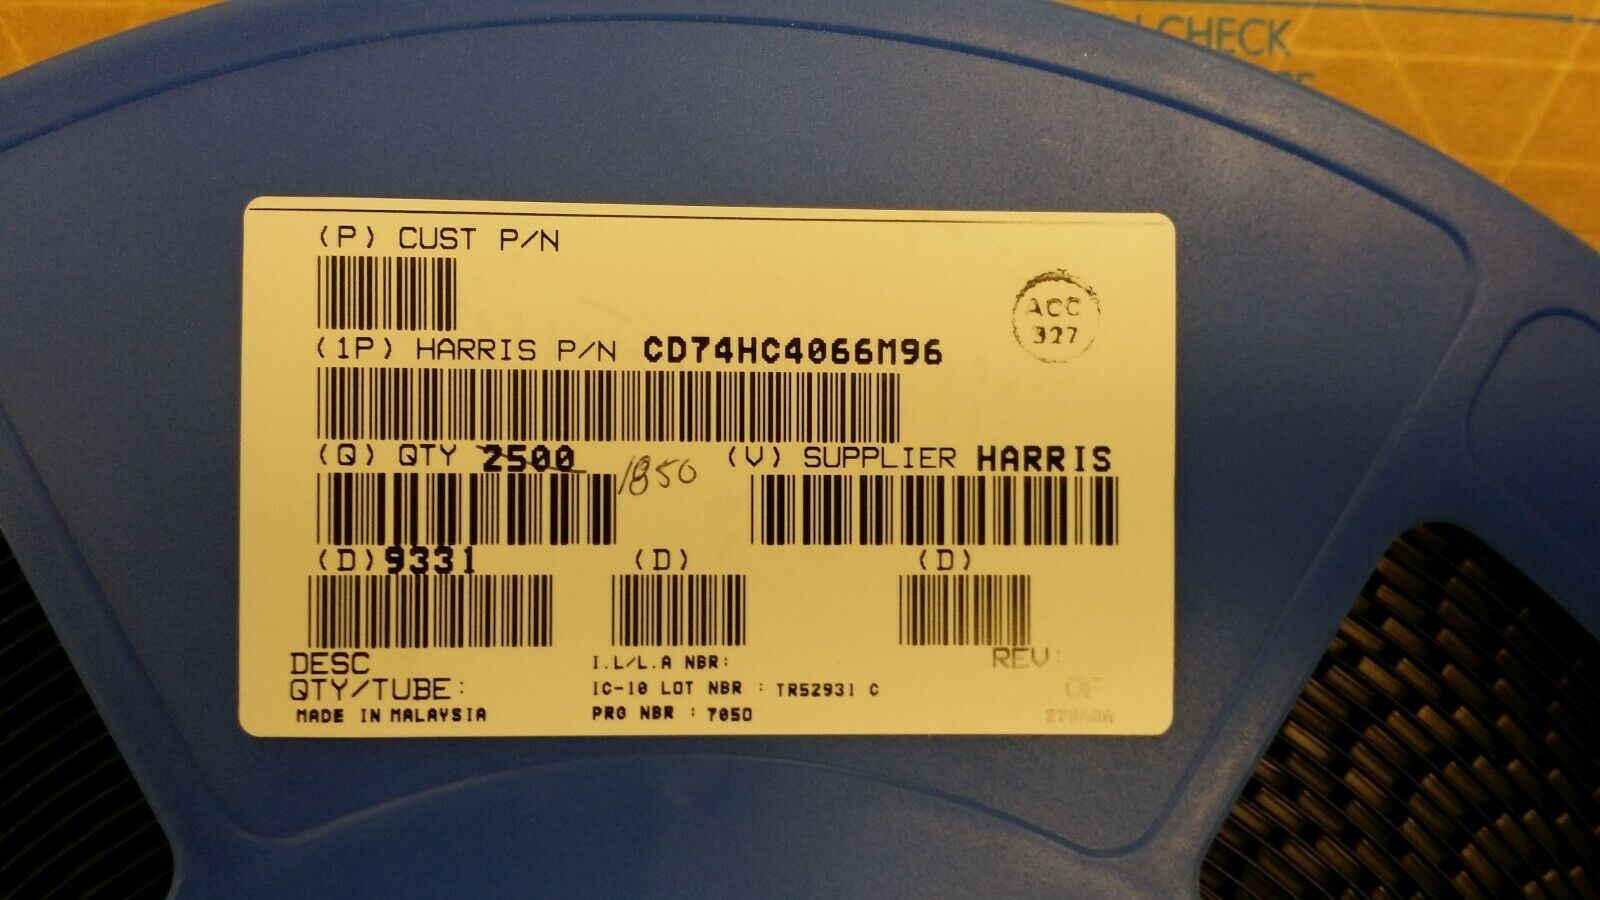 CHECK
(P) CUST P/N
ACC
327
(1P) HARRIS P/N CD74HC4066M96
(Q) QTY 2500 1850 (V) SUPPLIER HARRIS
(D) 9331 (D) (D)
DESC I.L/L.A NBR: REV:
QTY/TUBE: IC-10 LOT NBR : TR52931 C OF
MADE IN MALAYSIA PRG NBR : 7050